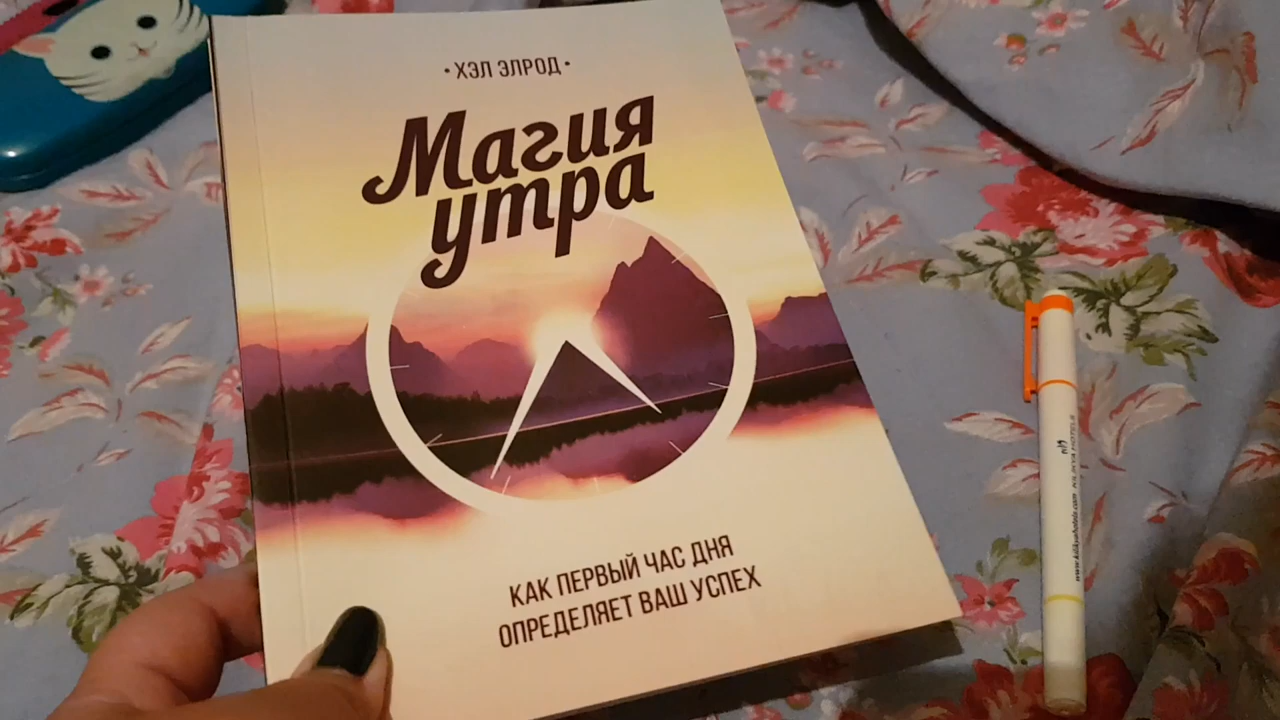 • ХЭЛ ЭЛРОД •
Магия
утра
КАК ПЕРВЫЙ ЧАС ДНЯ
ОПРЕДЕЛЯЕТ ВАШ УСПЕХ